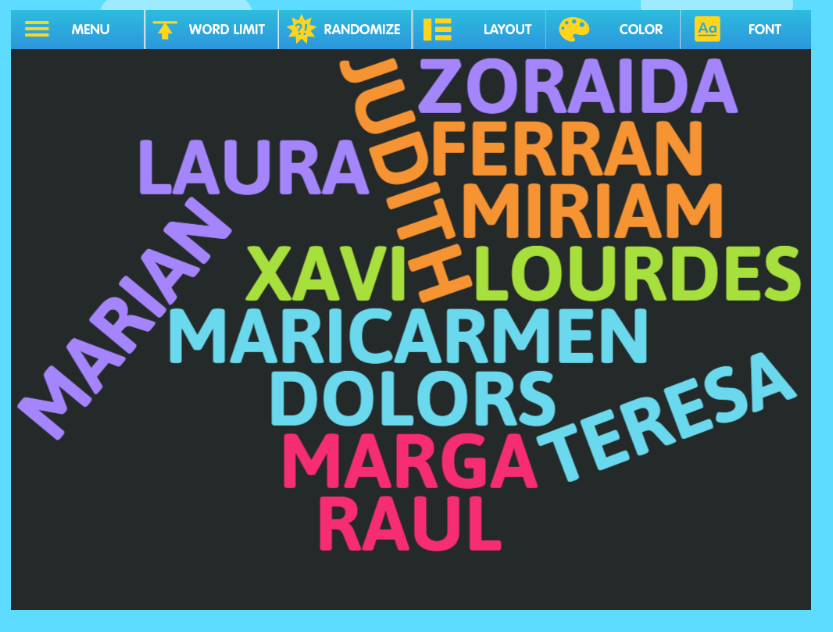 MENU
WORD LIMIT
?!
RANDOMIZE
LAYOUT
COLOR
Aa
FONT
JUDITH
ZORAIDA
FERRAN
LAURA
MIRIAM
MARIAN
XAVI
LOURDES
MARICARMEN
DOLORS
TERESA
MARGA
RAUL